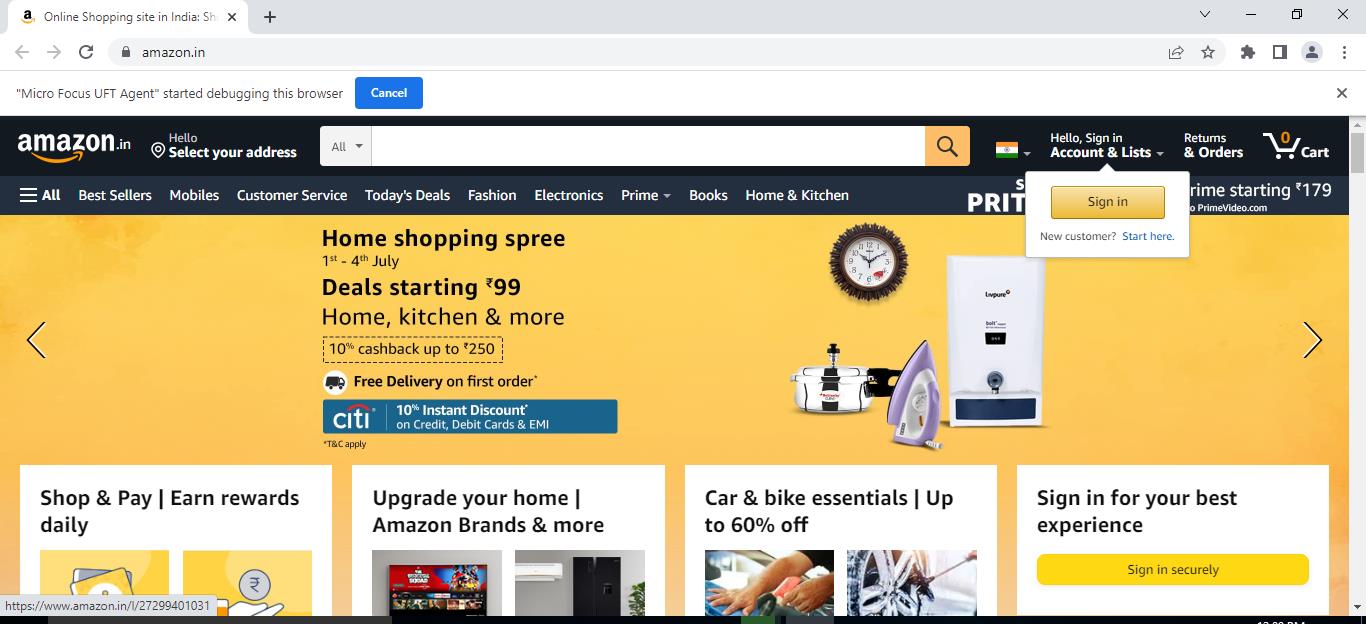 Online Shopping site in India: Sh
amazon.in
"Micro Focus UFT Agent" started debugging this browser
Cancel
amazon.in
Hello
Select your address
All
Hello, Sign in
Account & Lists
Returns
& Orders
0
Cart
All
Best Sellers
Mobiles
Customer Service
Today's Deals
Fashion
Electronics
Prime
Books
Home & Kitchen
PRI
rime starting ₹179
o PrimeVideo.com
Sign in
New customer? Start here.
Home shopping spree
1st - 4th July
Deals starting ₹99
Home, kitchen & more
10% cashback up to ₹250
Free Delivery on first order*
citi
10% Instant Discount*
on Credit, Debit Cards & EMI
*T&C apply
Livpure
bolt
Shop & Pay | Earn rewards
daily
Upgrade your home |
Amazon Brands & more
Car & bike essentials | Up
to 60% off
Sign in for your best
experience
Sign in securely
https://www.amazon.in/l/27299401031